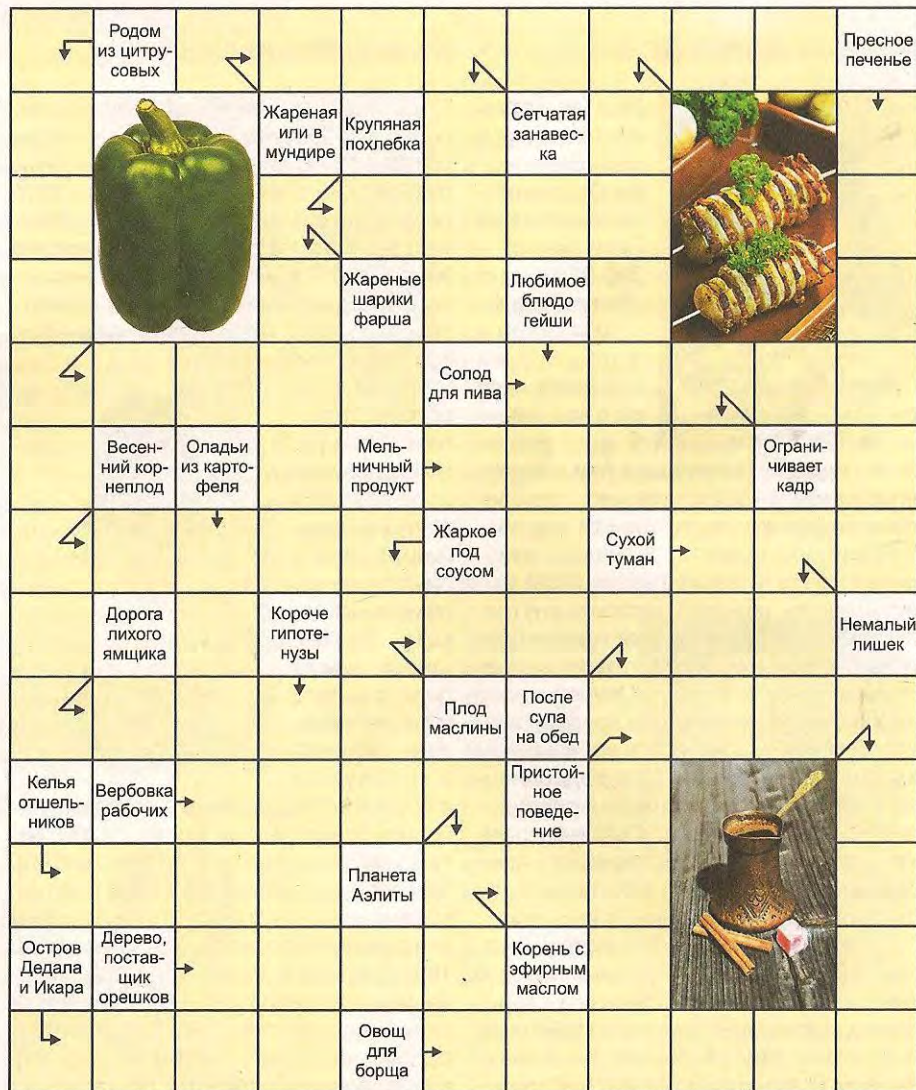 Родом
из цитру-
совых
Пресное
печенье
Жареная
или в
мундире
Крупяная
похлебка
Сетчатая
занавес-
ка
Жареные
шарики
фарша
Любимое
блюдо
гейши
Солод
для пива
Весен-
ний кор-
неплод
Оладьи
из карто-
феля
Мель-
ничный
продукт
Ограни-
чивает
кадр
Жаркое
под
соусом
Сухой
туман
Дорога
лихого
ямщика
Короче
гипоте-
нузы
Немалый
лишек
Плод
маслины
После
супа
на обед
Келья
отшель-
ников
Вербовка
рабочих
Пристой-
ное
поведе-
ние
Планета
Аэлиты
Остров
Дедала
и Икара
Дерево,
постав-
щик
орешков
Корень с
эфирным
маслом
Овощ
для
борща